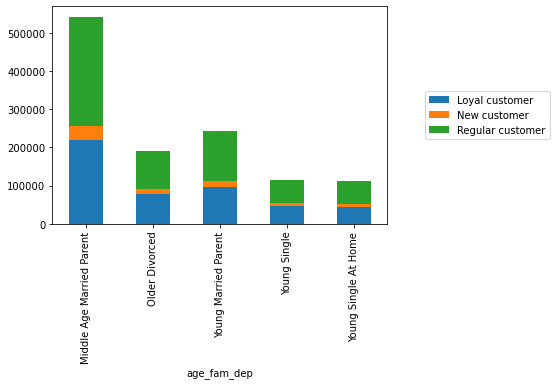 500000
400000
300000
200000
100000
0
Loyal customer
New customer
Regular customer
Middle Age Married Parent
Older Divorced
Young Married Parent
Young Single
Young Single At Home
age_fam_dep